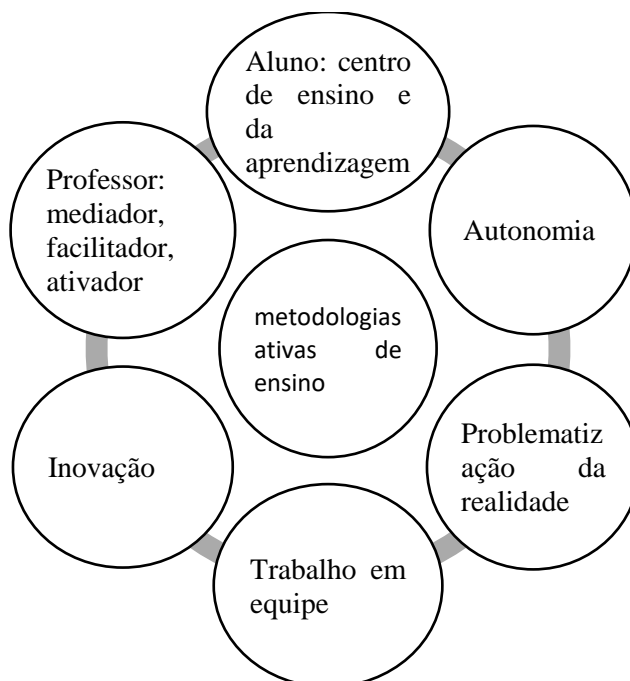 Aluno: centro
de ensino e
da
aprendizagem
Professor:
mediador,
facilitador,
ativador
Autonomia
metodologias
ativas de
ensino
Inovação
Problematiz
ação da
realidade
Trabalho em
equipe